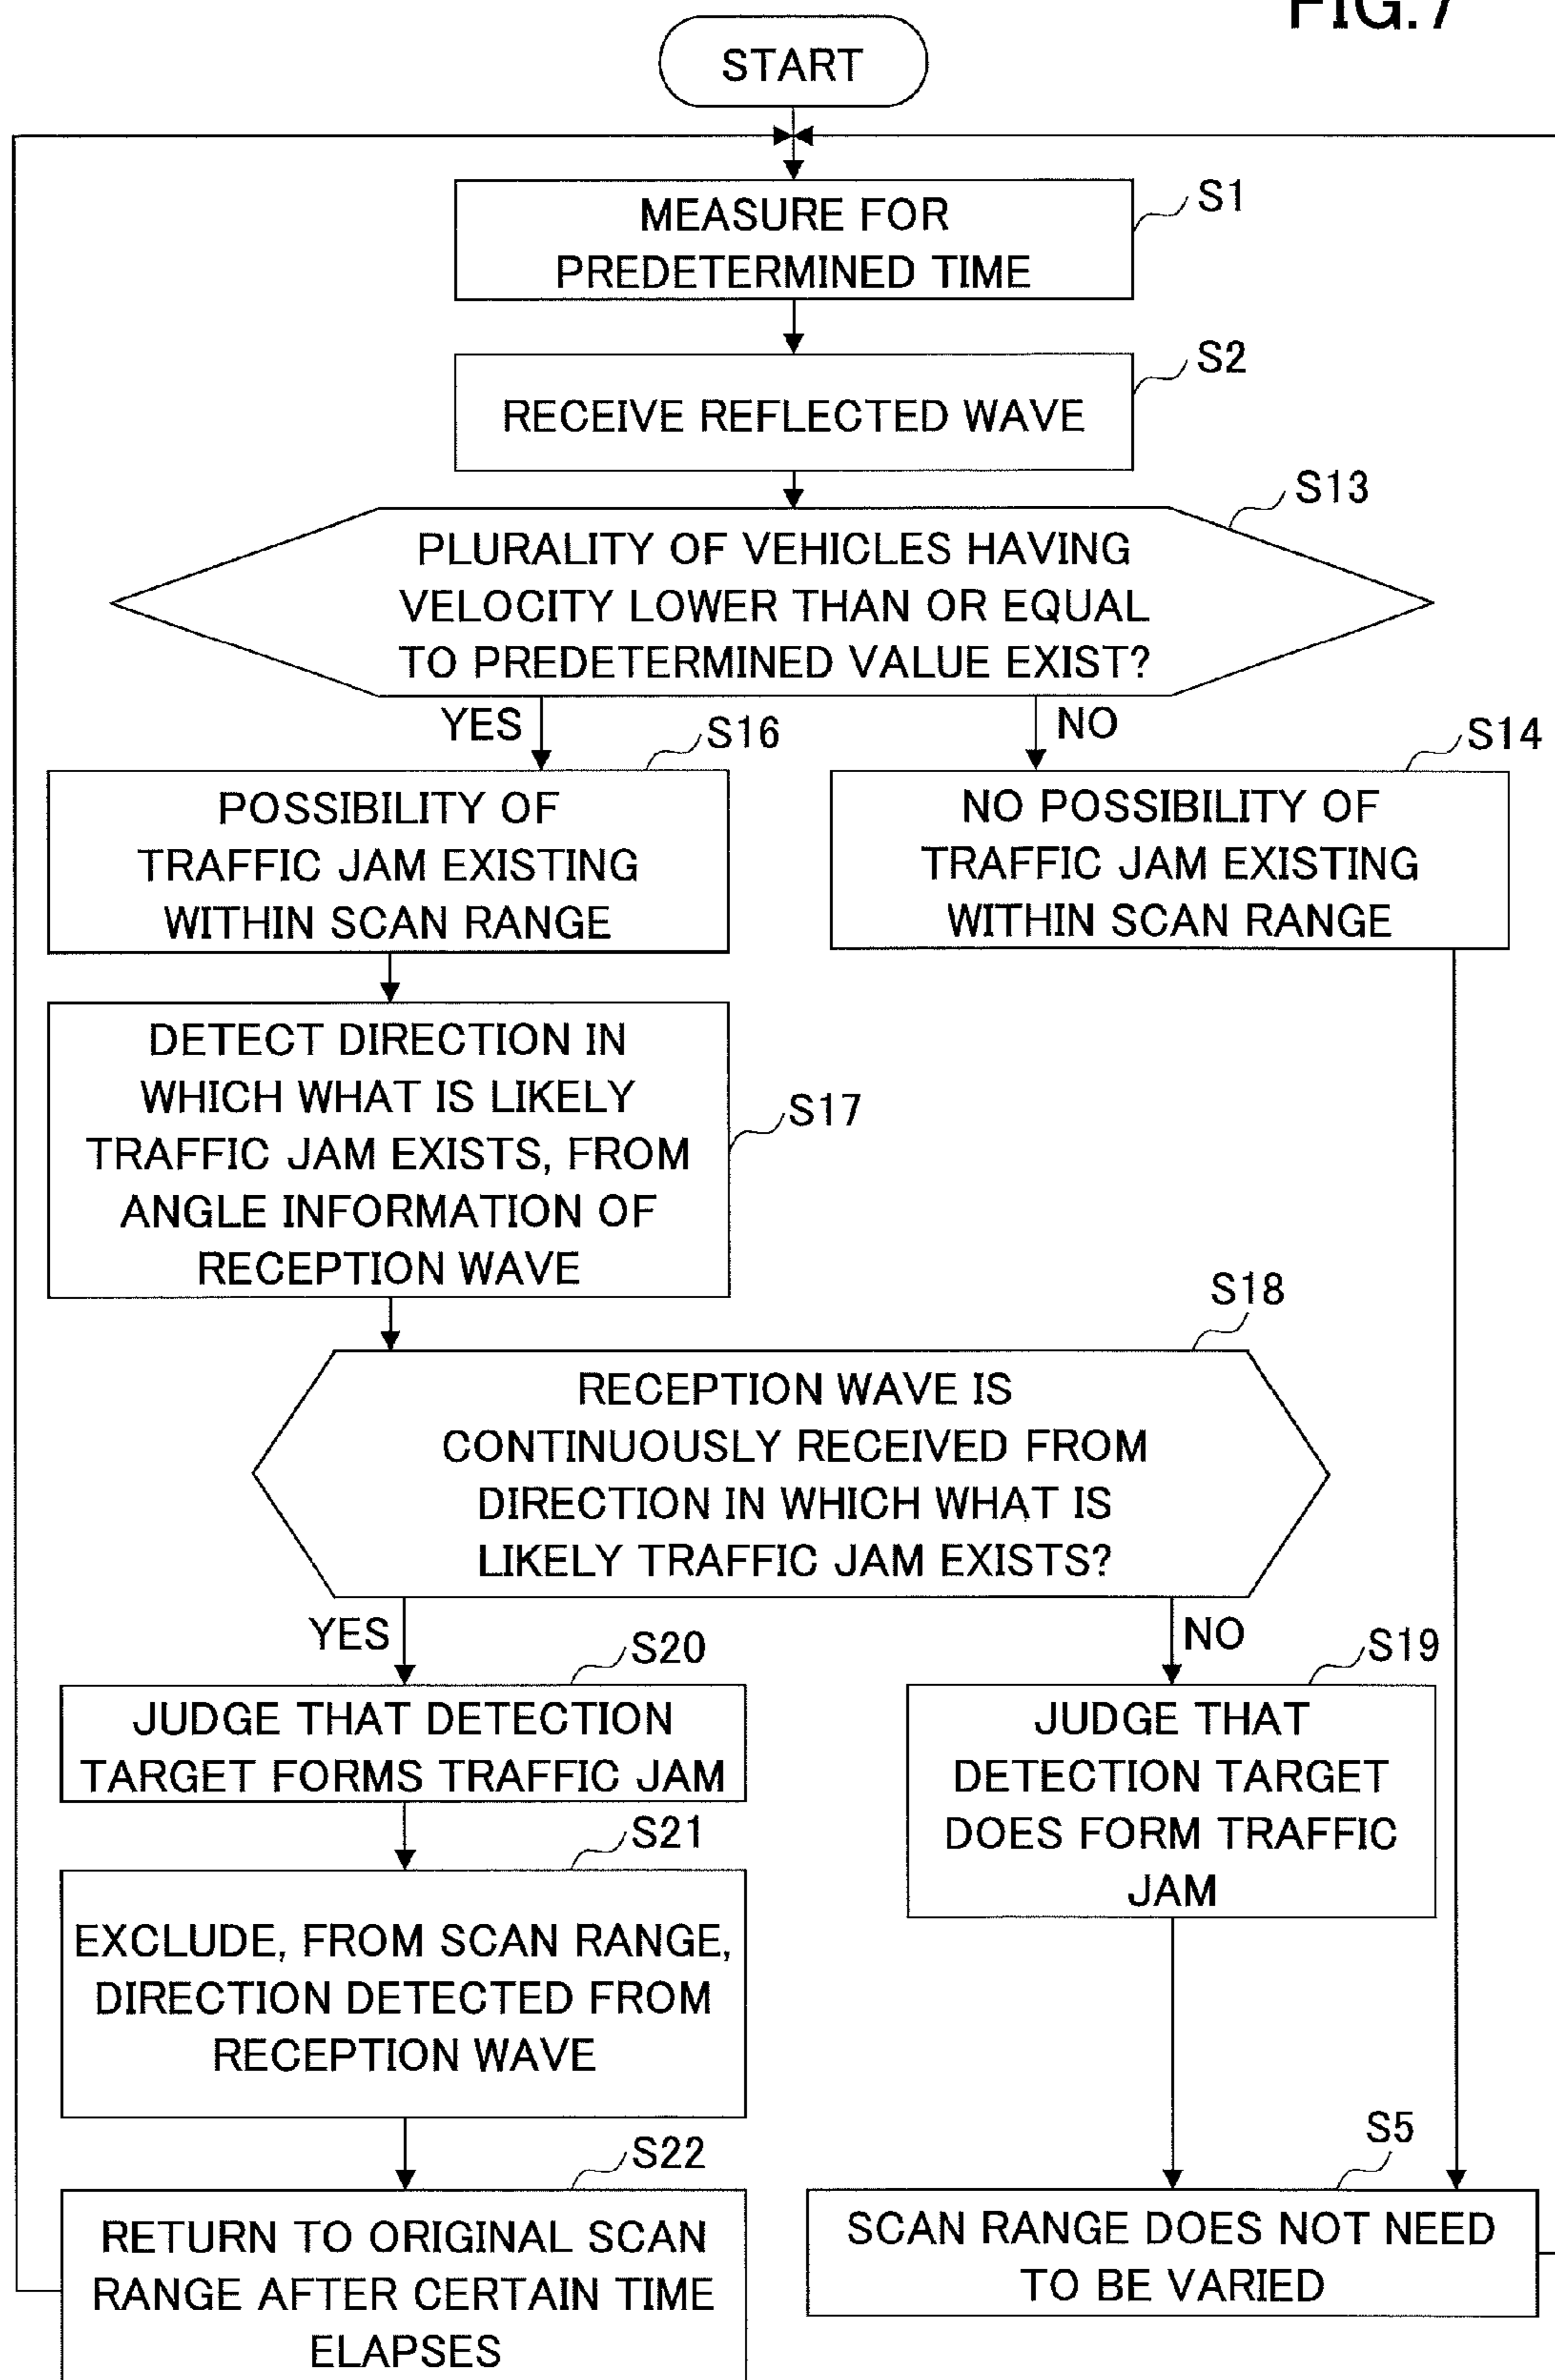 FIG.7
START
MEASURE FOR
PREDETERMINED TIME
S1
RECEIVE REFLECTED WAVE
S2
PLURALITY OF VEHICLES HAVING
VELOCITY LOWER THAN OR EQUAL
TO PREDETERMINED VALUE EXIST?
S13
YES
NO
S16
POSSIBILITY OF
TRAFFIC JAM EXISTING
WITHIN SCAN RANGE
S14
NO POSSIBILITY OF
TRAFFIC JAM EXISTING
WITHIN SCAN RANGE
DETECT DIRECTION IN
WHICH WHAT IS LIKELY
TRAFFIC JAM EXISTS, FROM
ANGLE INFORMATION OF
RECEPTION WAVE
S17
S18
RECEPTION WAVE IS
CONTINUOUSLY RECEIVED FROM
DIRECTION IN WHICH WHAT IS
LIKELY TRAFFIC JAM EXISTS?
YES
NO
S20
JUDGE THAT DETECTION
TARGET FORMS TRAFFIC JAM
S19
JUDGE THAT
DETECTION TARGET
DOES FORM TRAFFIC
JAM
S21
EXCLUDE, FROM SCAN RANGE,
DIRECTION DETECTED FROM
RECEPTION WAVE
S22
RETURN TO ORIGINAL SCAN
RANGE AFTER CERTAIN TIME
ELAPSES
S5
SCAN RANGE DOES NOT NEED
TO BE VARIED